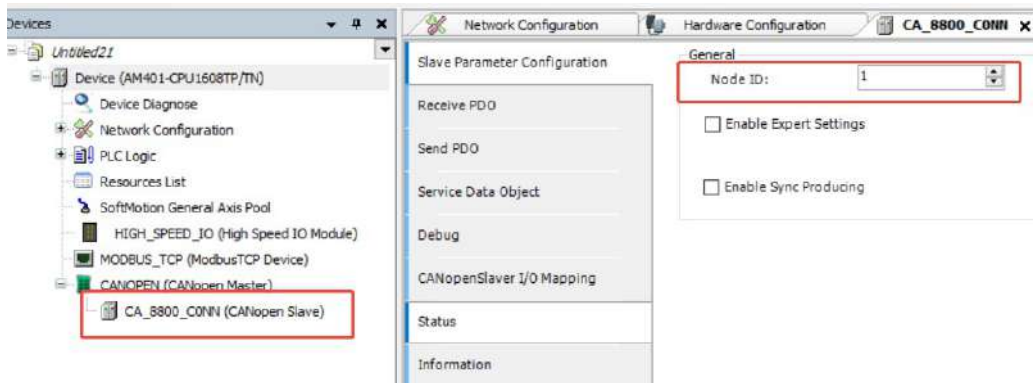 Devices
Untitled21
Device (AM401-CPU1608TP/TN)
Device Diagnose
Network Configuration
PLC Logic
Resources List
SoftMotion General Axis Pool
HIGH_SPEED_IO (High Speed IO Module)
MODBUS_TCP (ModbusTCP Device)
CANOPEN (CANopen Master)
CA_8800_C0NN (CANopen Slave)
Network Configuration
Hardware Configuration
CA_8800_C0NN
Slave Parameter Configuration
Receive PDO
Send PDO
Service Data Object
Debug
CANopenSlaver I/O Mapping
Status
Information
General
Node ID: 1
Enable Expert Settings
Enable Sync Producing